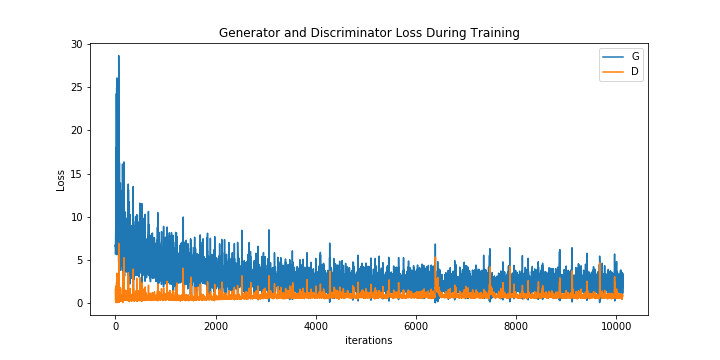 Generator and Discriminator Loss During Training
30
25
20
15
10
5
0
Loss
G
D
0 2000 4000 6000 8000 10000
iterations